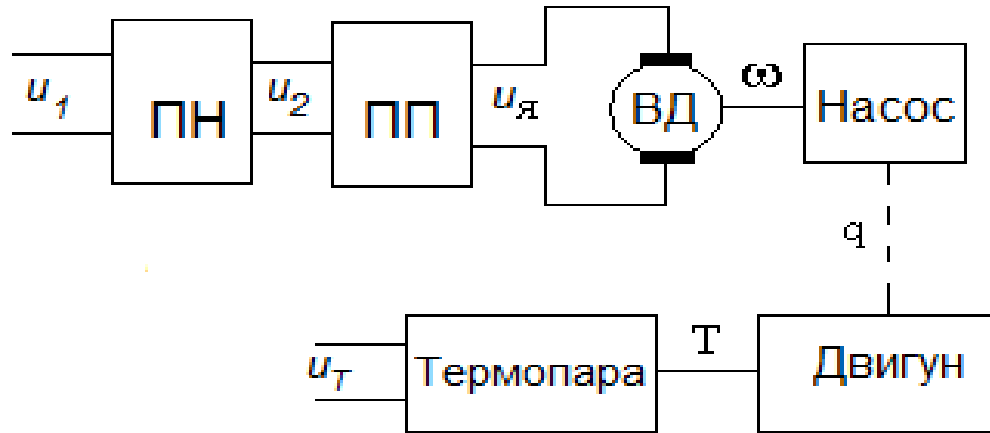 u1
ПН
u2
ПП
uя
ВД
ω
Насос
q
uT
Термопара
T
Двигун